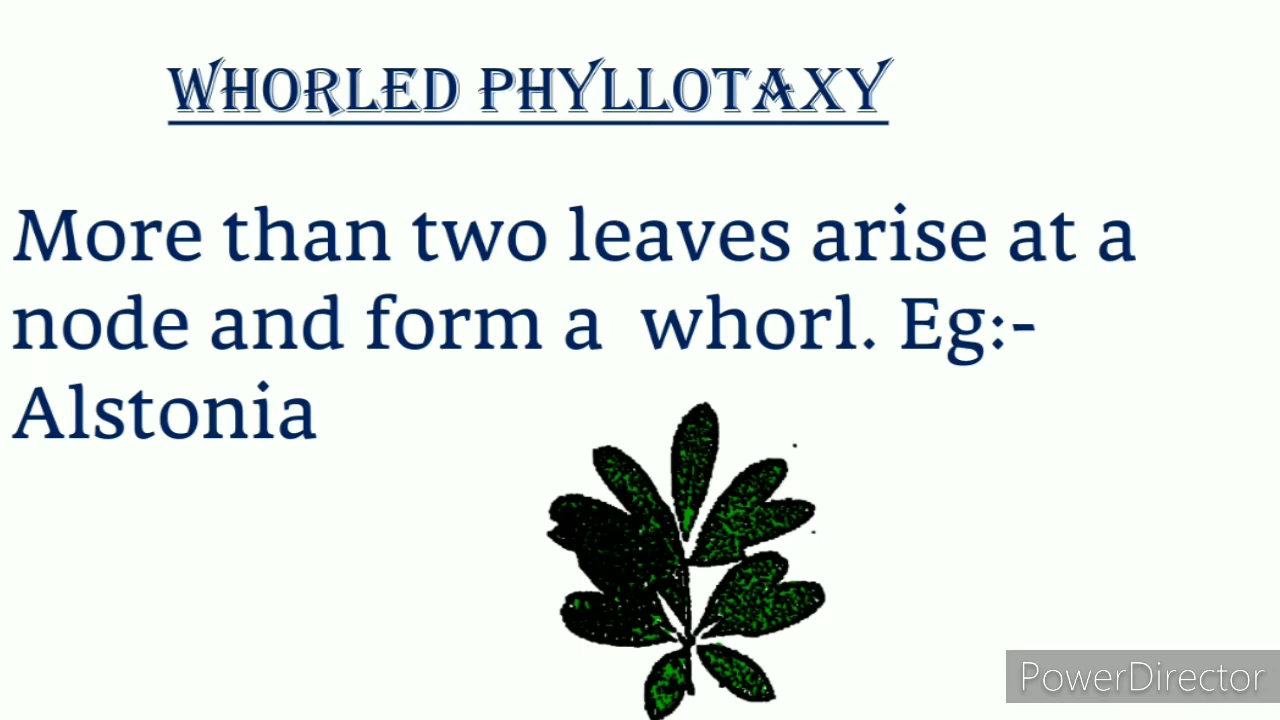 WHORLED PHYLLOTAXY
More than two leaves arise at a
node and form a whorl. Eg:-
Alstonia
PowerDirector